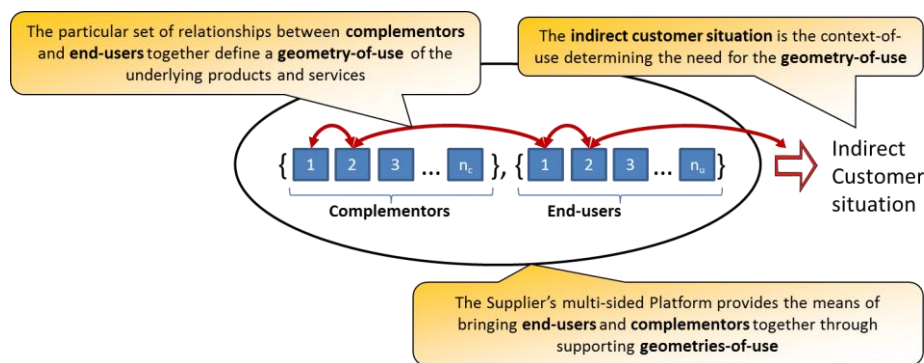 The particular set of relationships between complementors
and end-users together define a geometry-of-use of the
underlying products and services
The indirect customer situation is the context-of-
use determining the need for the geometry-of-use
{ 1 2 3 ... n_c }, { 1 2 3 ... n_u }
Complementors
End-users
Indirect
Customer
situation
The Supplier's multi-sided Platform provides the means of
bringing end-users and complementors together through
supporting geometries-of-use